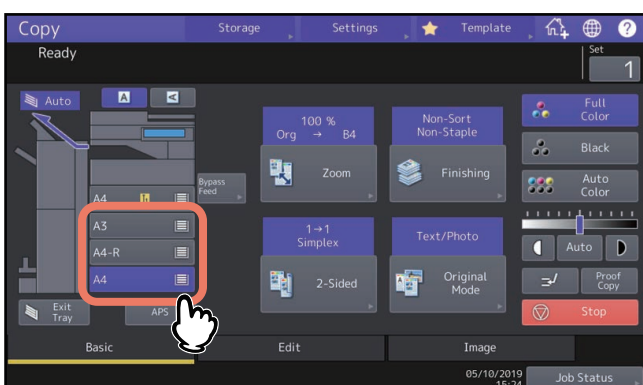 Copy
Storage
Settings
Template
?
Ready
Set
1
Auto
A
A
100 %
Org → B4
Zoom
Non-Sort
Non-Staple
Finishing
Full
Color
Black
Auto
Color
Bypass
Feed
A4
A3
A4-R
A4
1→1
Simplex
2-Sided
Text/Photo
Original
Mode
Auto
Proof
Copy
Exit
Tray
APS
Stop
Basic
Edit
Image
05/10/2019
15:24
Job Status